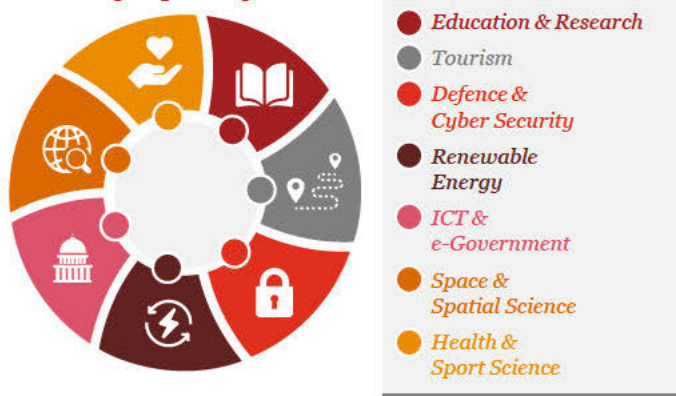 Education & Research
Tourism
Defence &
Cyber Security
Renewable
Energy
ICT &
e-Government
Space &
Spatial Science
Health &
Sport Science